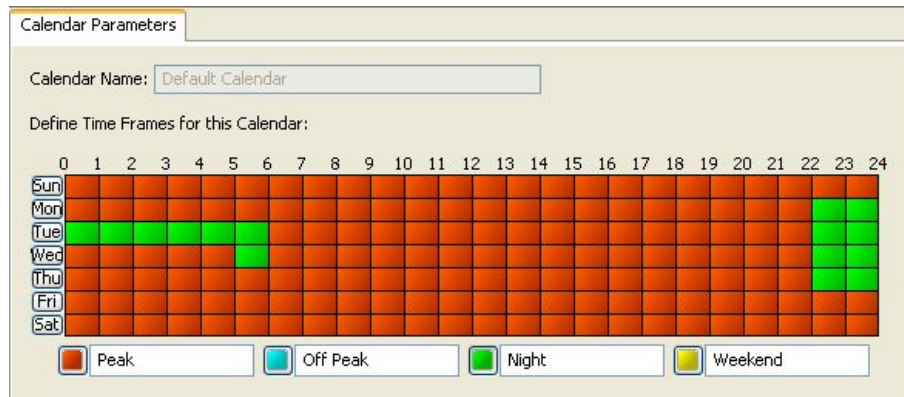 Calendar Parameters
Calendar Name: Default Calendar
Define Time Frames for this Calendar:
0 1 2 3 4 5 6 7 8 9 10 11 12 13 14 15 16 17 18 19 20 21 22 23 24
Sun
Mon
Tue
Wed
Thu
Fri
Sat
Peak Off Peak Night Weekend